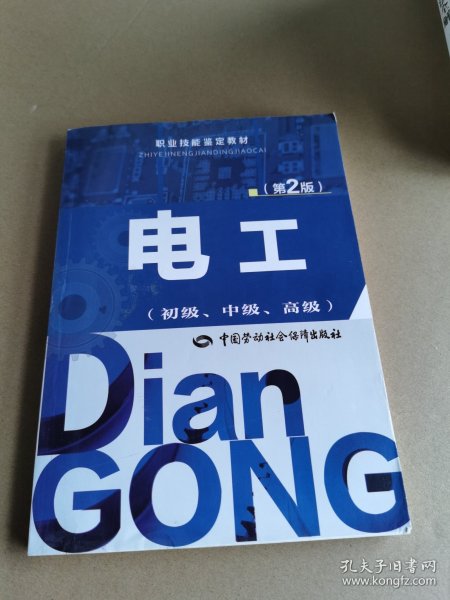 职业技能鉴定教材
ZHIYEJINENGJIANDINGJIAOCAI
(第2版)
电工
(初级、中级、高级)
中国劳动社会保障出版社
Dian
GONG
孔夫子旧书网
www.kongfz.com